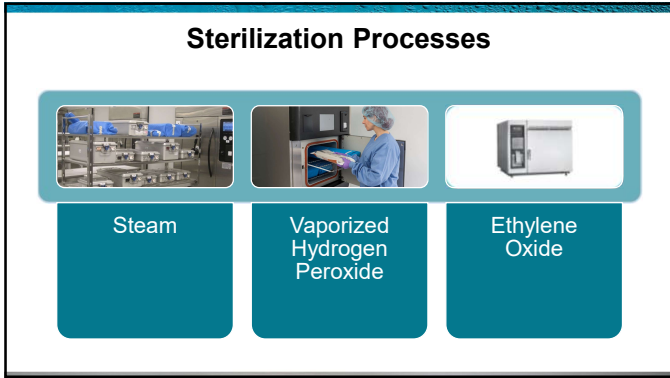 Sterilization Processes
Steam
Vaporized
Hydrogen
Peroxide
Ethylene
Oxide